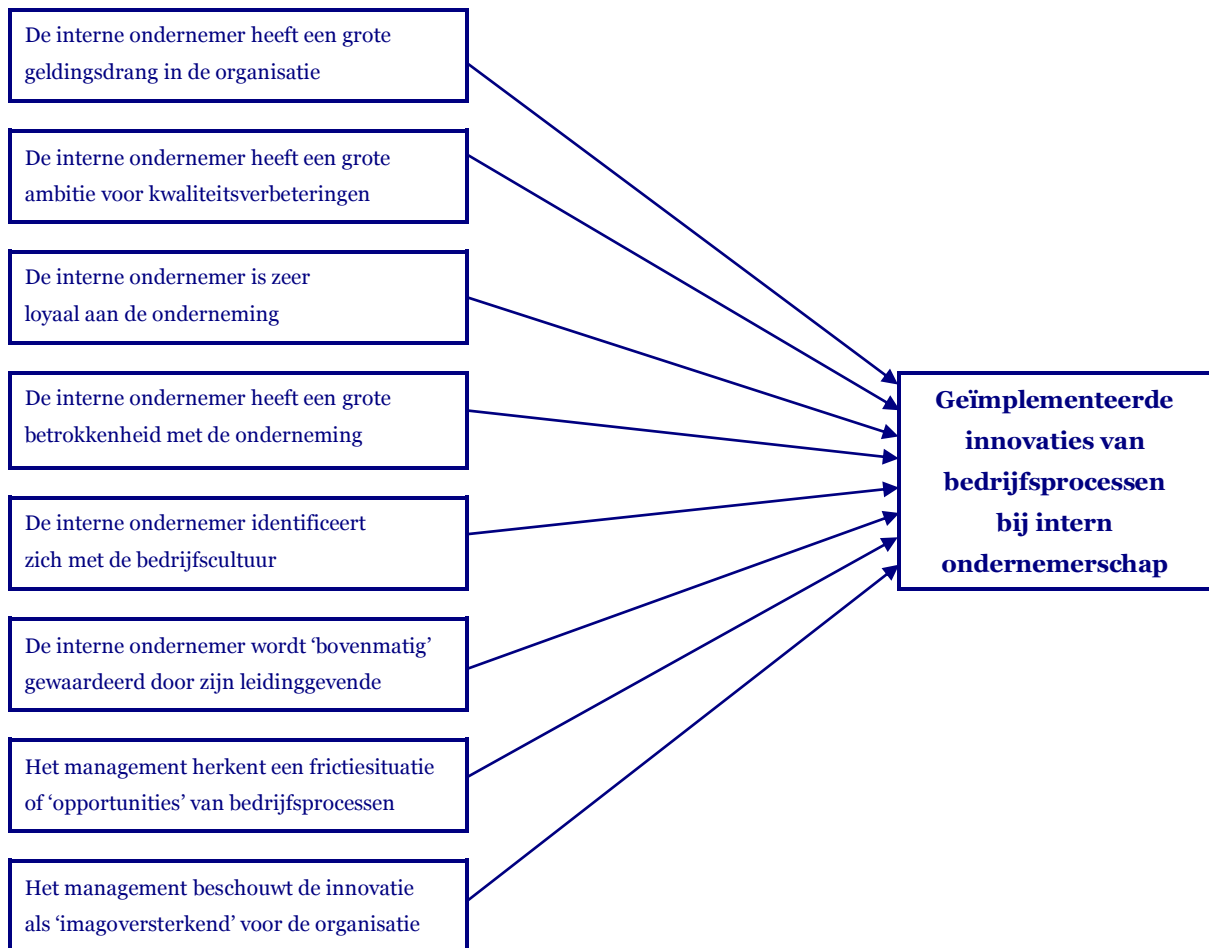 De interne ondernemer heeft een grote
geldingsdrang in de organisatie
De interne ondernemer heeft een grote
ambitie voor kwaliteitsverbeteringen
De interne ondernemer is zeer
loyaal aan de onderneming
De interne ondernemer heeft een grote
betrokkenheid met de onderneming
De interne ondernemer identificeert
zich met de bedrijfscultuur
De interne ondernemer wordt ‘bovenmatig’
gewaardeerd door zijn leidinggevende
Het management herkent een frictiesituatie
of ‘opportunities’ van bedrijfsprocessen
Het management beschouwt de innovatie
als ‘imagoversterkend’ voor de organisatie
Geïmplementeerde
innovaties van
bedrijfsprocessen
bij intern
ondernemerschap